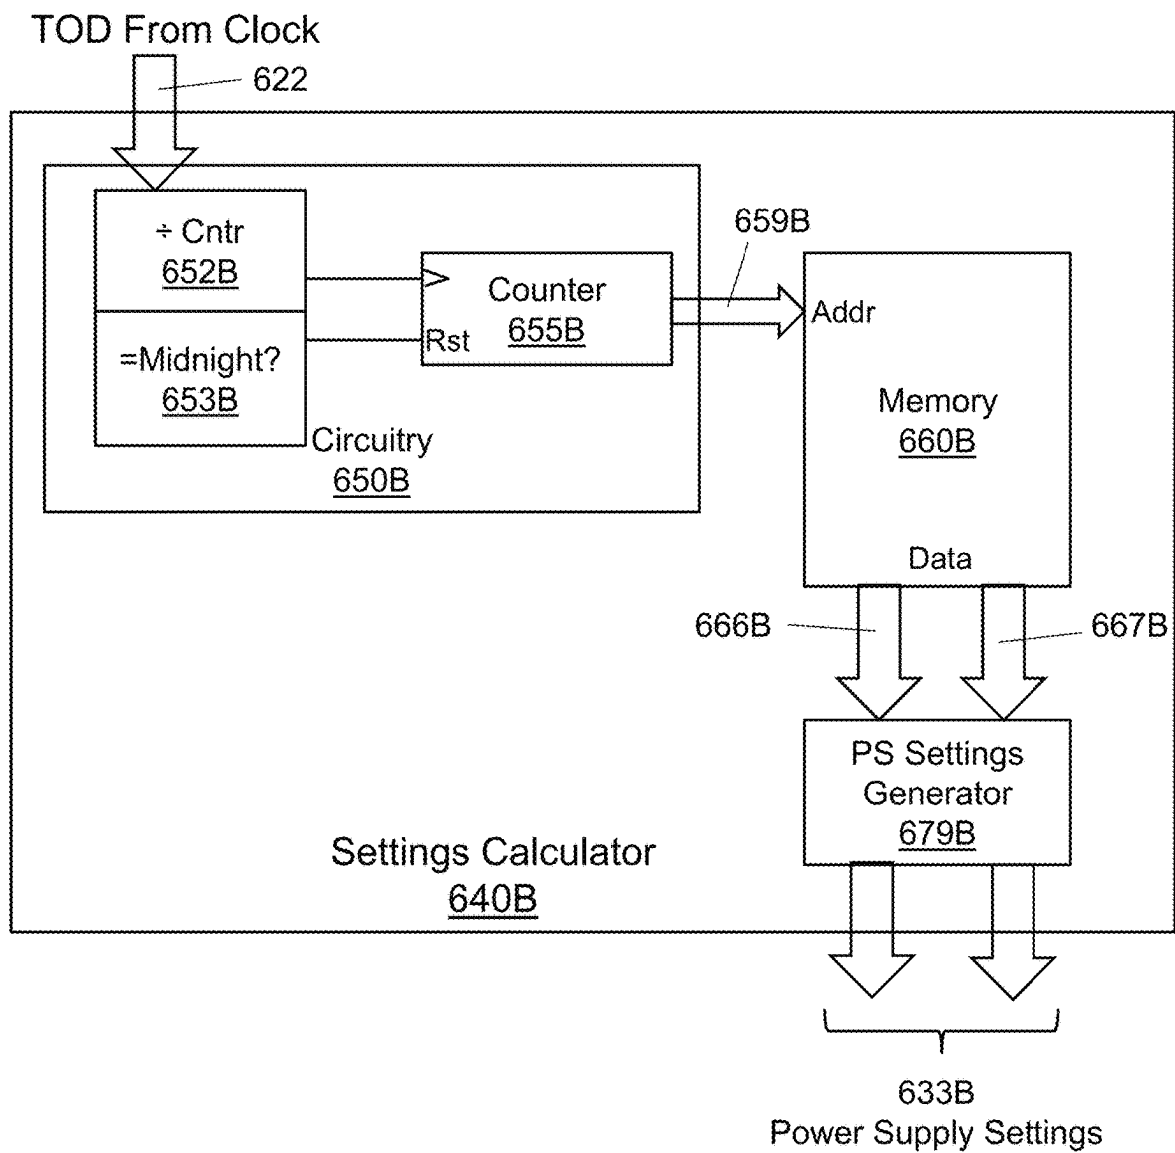 TOD From Clock
622
÷ Cntr
652B
=Midnight?
653B
Counter
655B
Rst
Circuitry
650B
659B
Addr
Memory
660B
Data
666B
667B
PS Settings
Generator
679B
Settings Calculator
640B
633B
Power Supply Settings